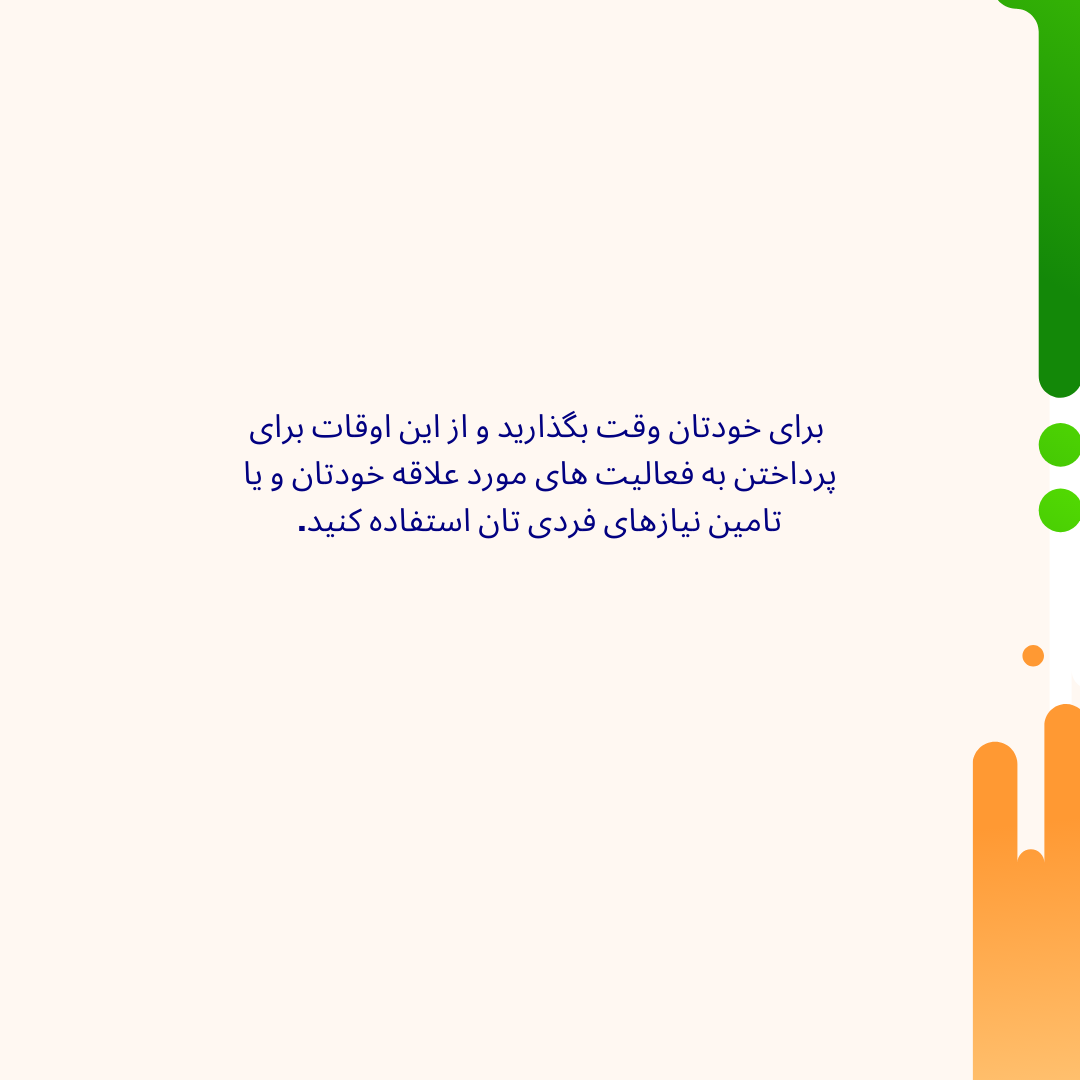 برای خودتان وقت بگذارید و از این اوقات برای
پرداختن به فعالیت های مورد علاقه خودتان و یا
تامین نیازهای فردی تان استفاده کنید.